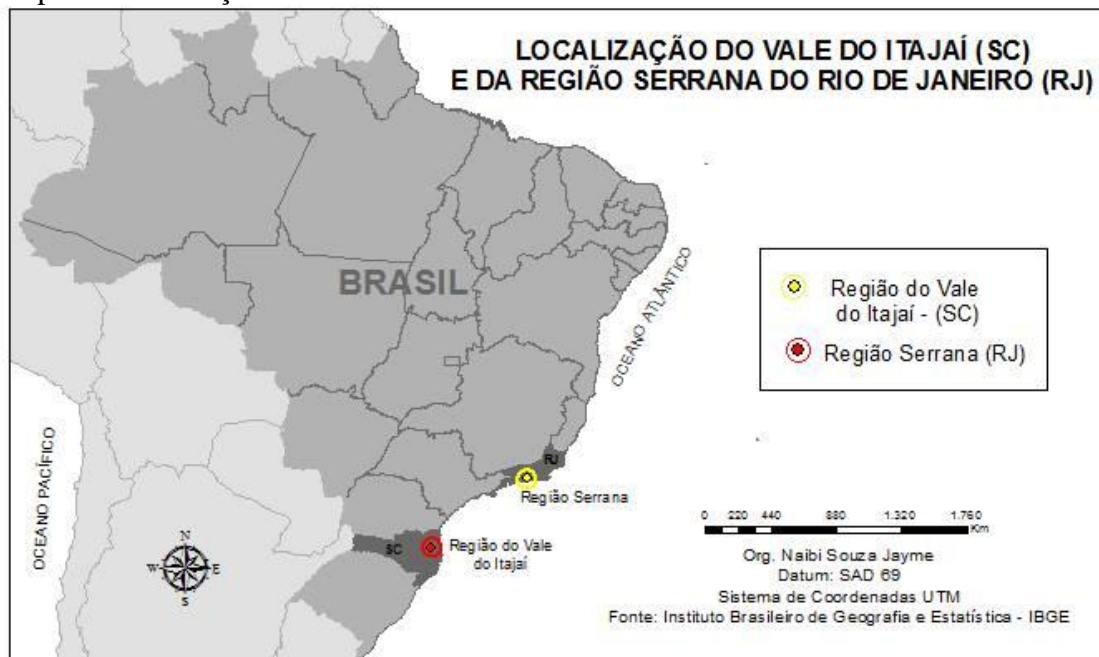 LOCALIZAÇÃO DO VALE DO ITAJAÍ (SC)
E DA REGIÃO SERRANA DO RIO DE JANEIRO (RJ)
BRASIL
OCEANO ATLÂNTICO
Região do Vale
do Itajaí - (SC)
Região Serrana (RJ)
OCEANO PACÍFICO
RJ
Região Serrana
SC
Região do Vale
do Itajaí
N
W E
S
0 220 440 880 1.320 1.760
Km
Org. Naibi Souza Jayme
Datum: SAD 69
Sistema de Coordenadas UTM
Fonte: Instituto Brasileiro de Geografia e Estatística - IBGE